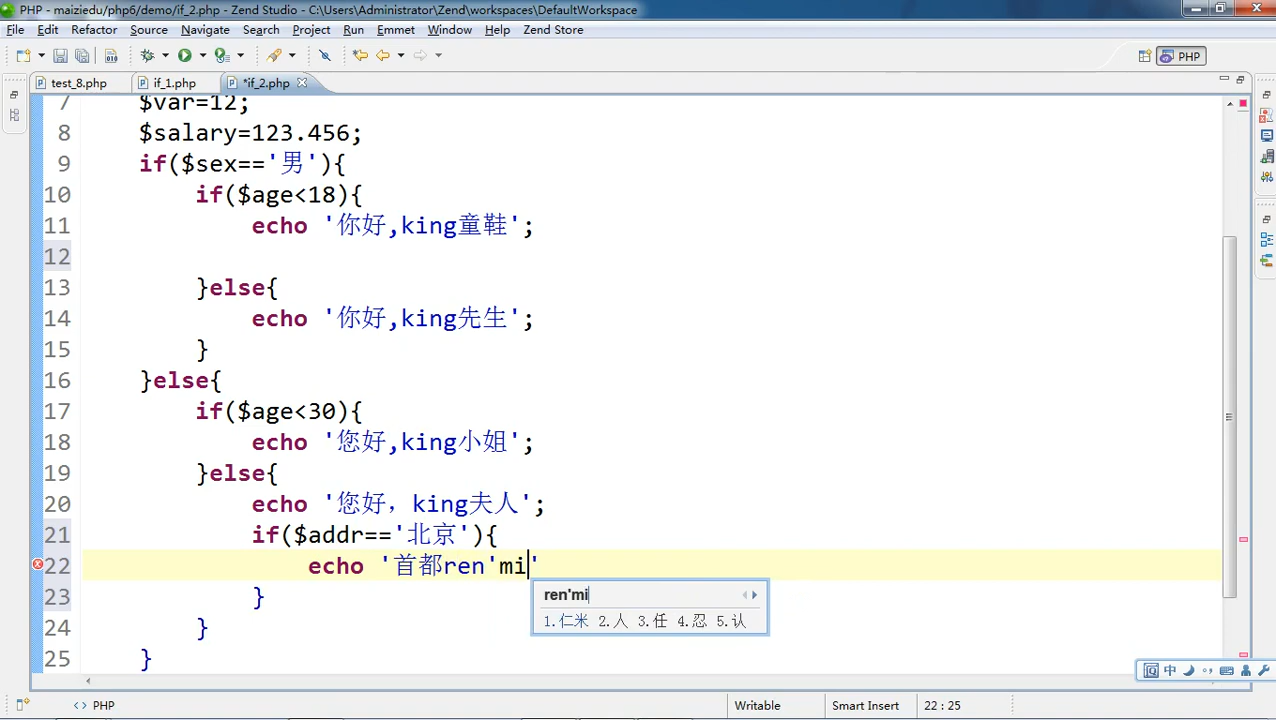 PHP - maiziedu/php6/demo/if_2.php - Zend Studio - C:\Users\Administrator\Zend\workspaces\DefaultWorkspace
File Edit Refactor Source Navigate Search Project Run Emmet Window Help Zend Store
PHP
test_8.php if_1.php *if_2.php
7 $var=12;
8 $salary=123.456;
9 if($sex=='男'){
10 if($age<18){
11 echo '你好,king童鞋';
12
13 }else{
14 echo '你好,king先生';
15 }
16 }else{
17 if($age<30){
18 echo '您好,king小姐';
19 }else{
20 echo '您好，king夫人';
21 if($addr=='北京'){
22 echo '首都ren'mi'
ren'mi
1.仁米 2.人 3.任 4.忍 5.认
23 }
24 }
25 }
中
PHP Writable Smart Insert 22 : 25